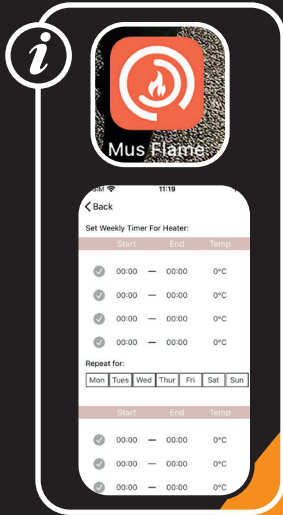 i
Mus Flame
SIM 11:19
Back
Set Weekly Timer For Heater:
Start End Temp
00:00 — 00:00 0°C
00:00 — 00:00 0°C
00:00 — 00:00 0°C
00:00 — 00:00 0°C
Repeat for:
Mon Tues Wed Thur Fri Sat Sun
Start End Temp
00:00 — 00:00 0°C
00:00 — 00:00 0°C
00:00 — 00:00 0°C